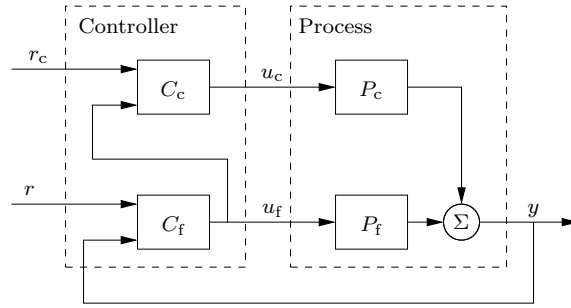 Controller
Process
r_c
C_c
u_c
P_c
r
C_f
u_f
P_f
Σ
y